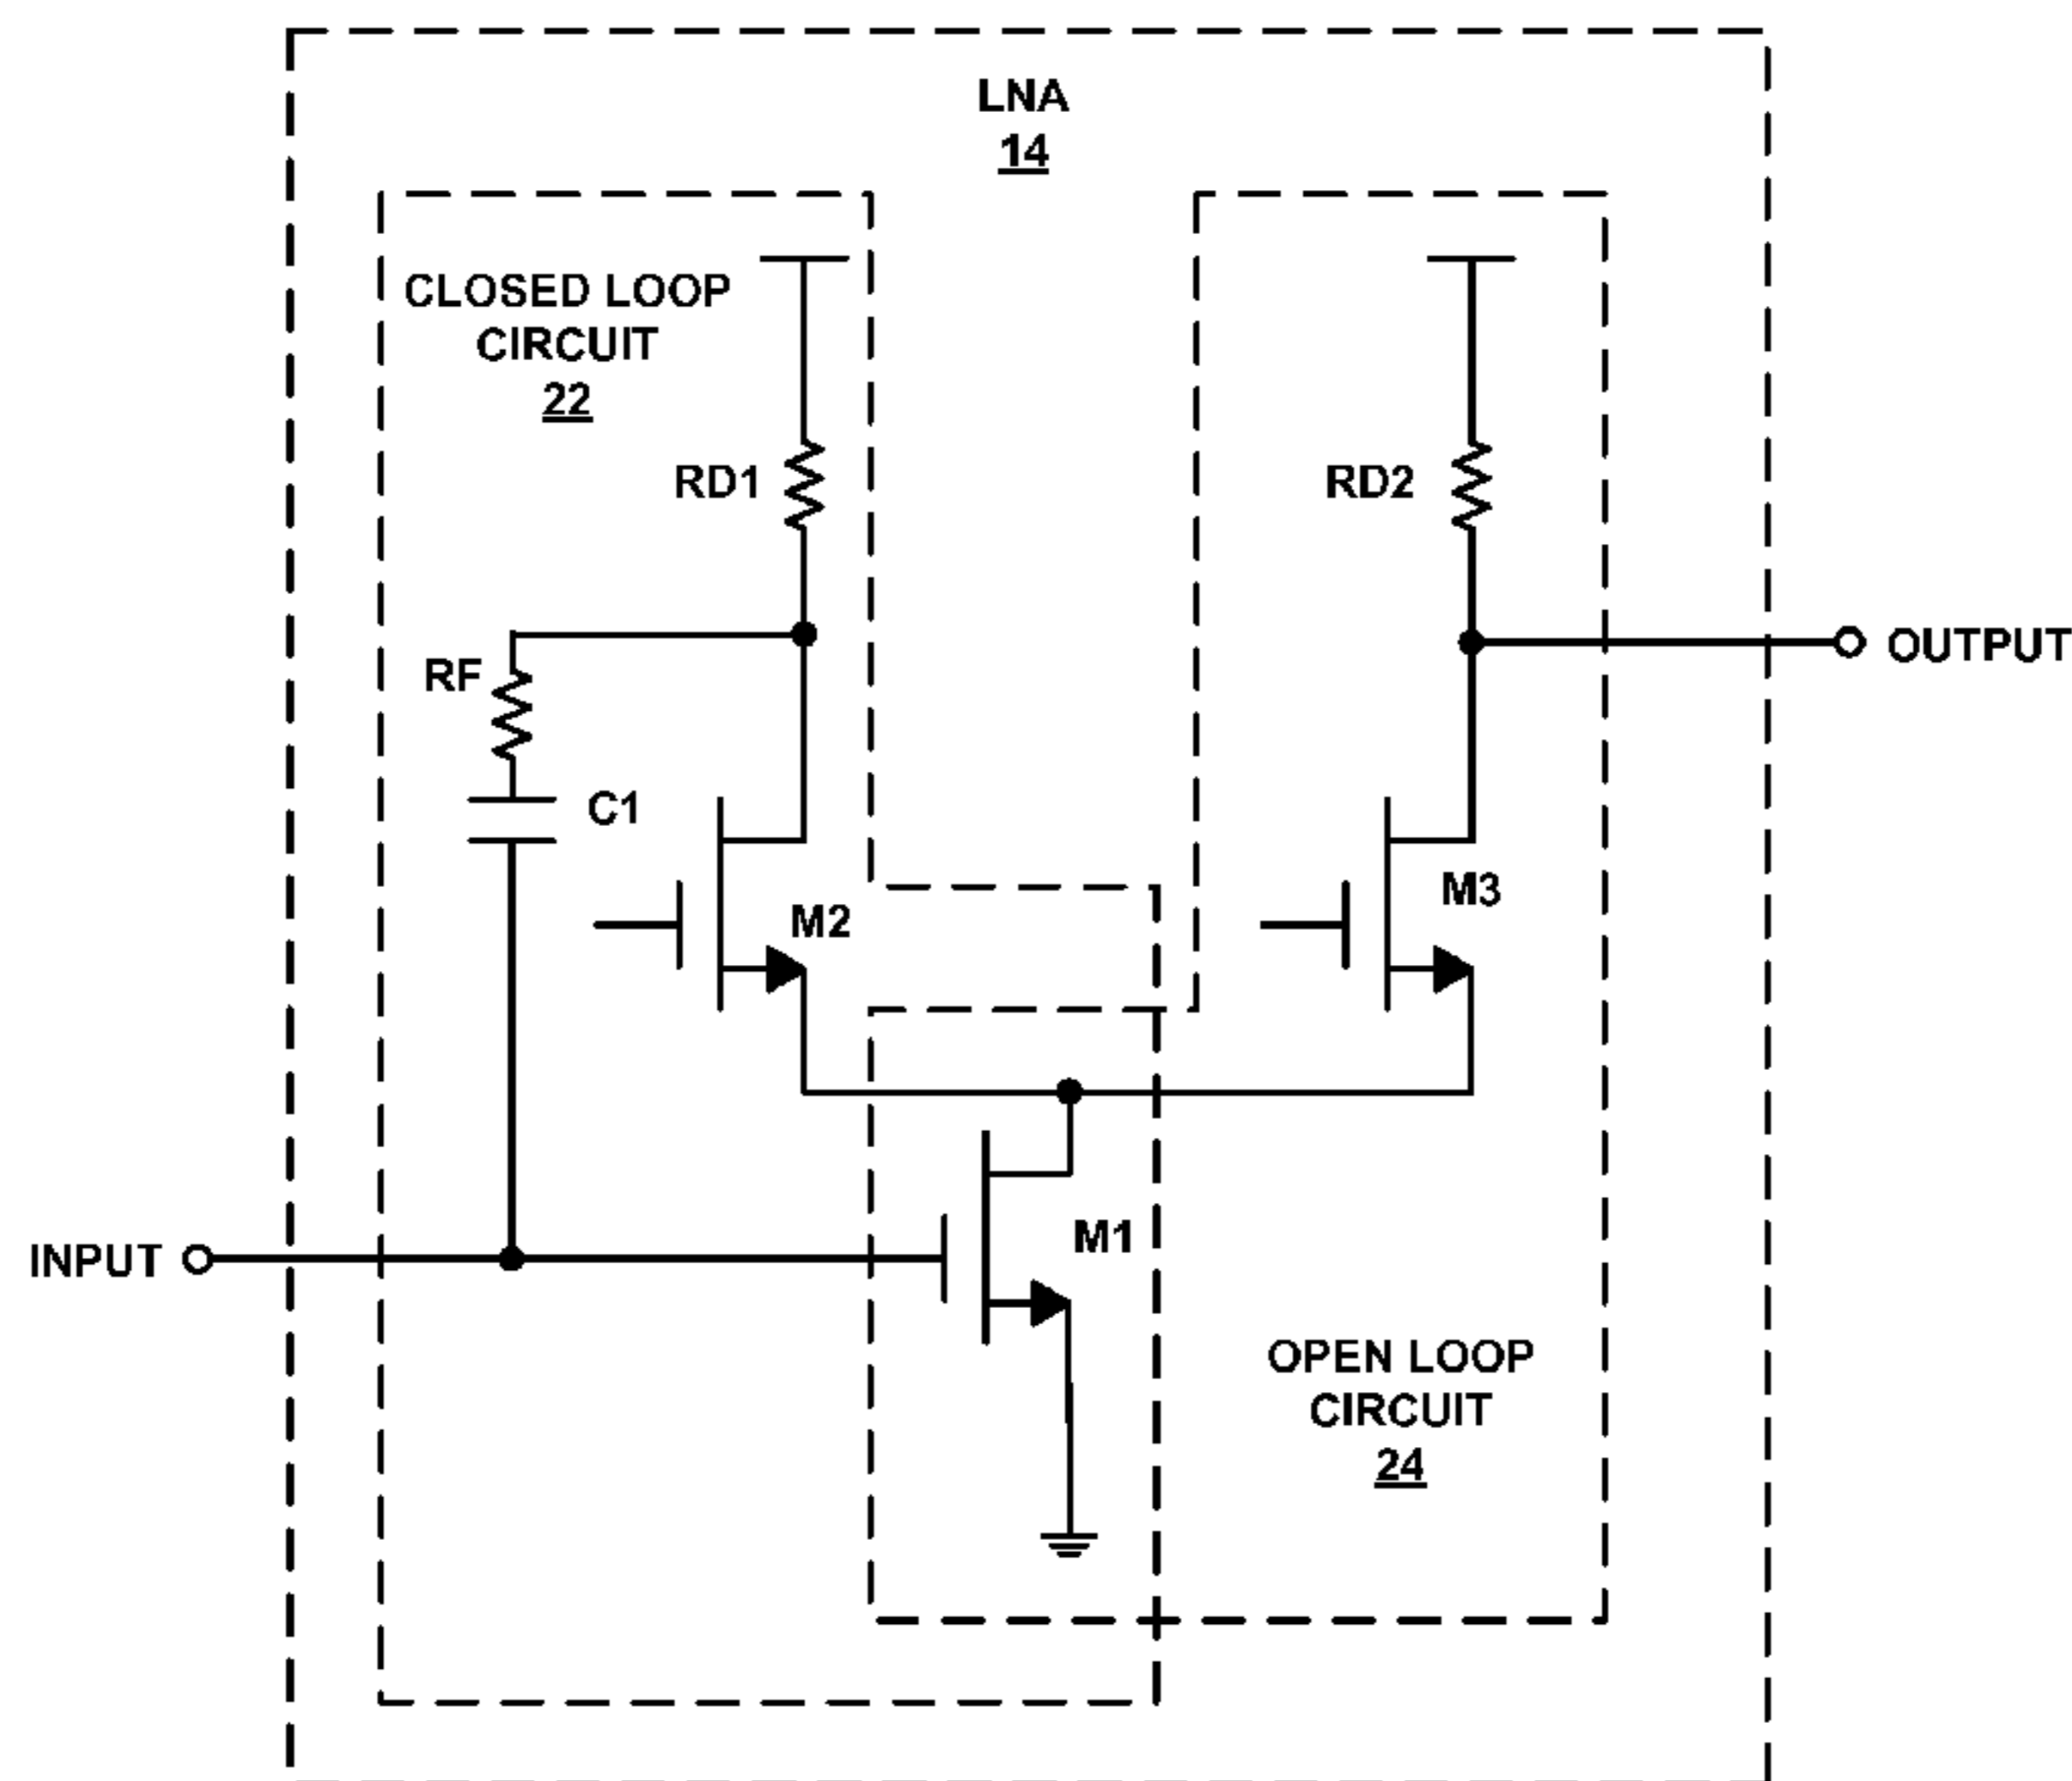 LNA
14
CLOSED LOOP
CIRCUIT
22
RD1
RD2
RF
OUTPUT
C1
M3
M2
M1
INPUT
OPEN LOOP
CIRCUIT
24